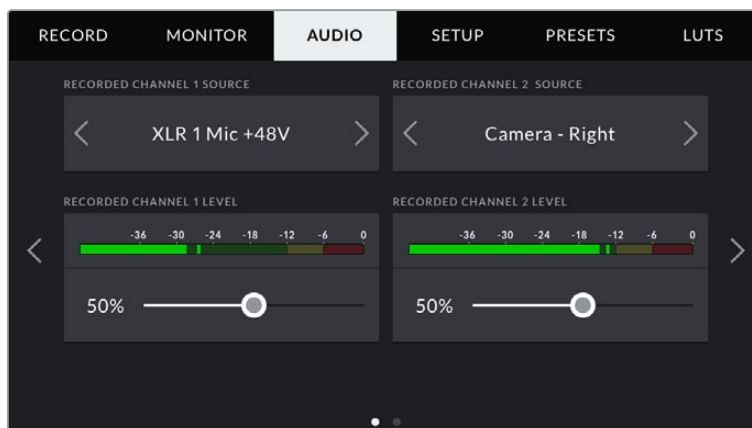 RECORD MONITOR AUDIO SETUP PRESETS LUTS
RECORDED CHANNEL 1 SOURCE
XLR 1 Mic +48V
RECORDED CHANNEL 2 SOURCE
Camera - Right
RECORDED CHANNEL 1 LEVEL
-36 -30 -24 -18 -12 -6 0
50%
RECORDED CHANNEL 2 LEVEL
-36 -30 -24 -18 -12 -6 0
50%